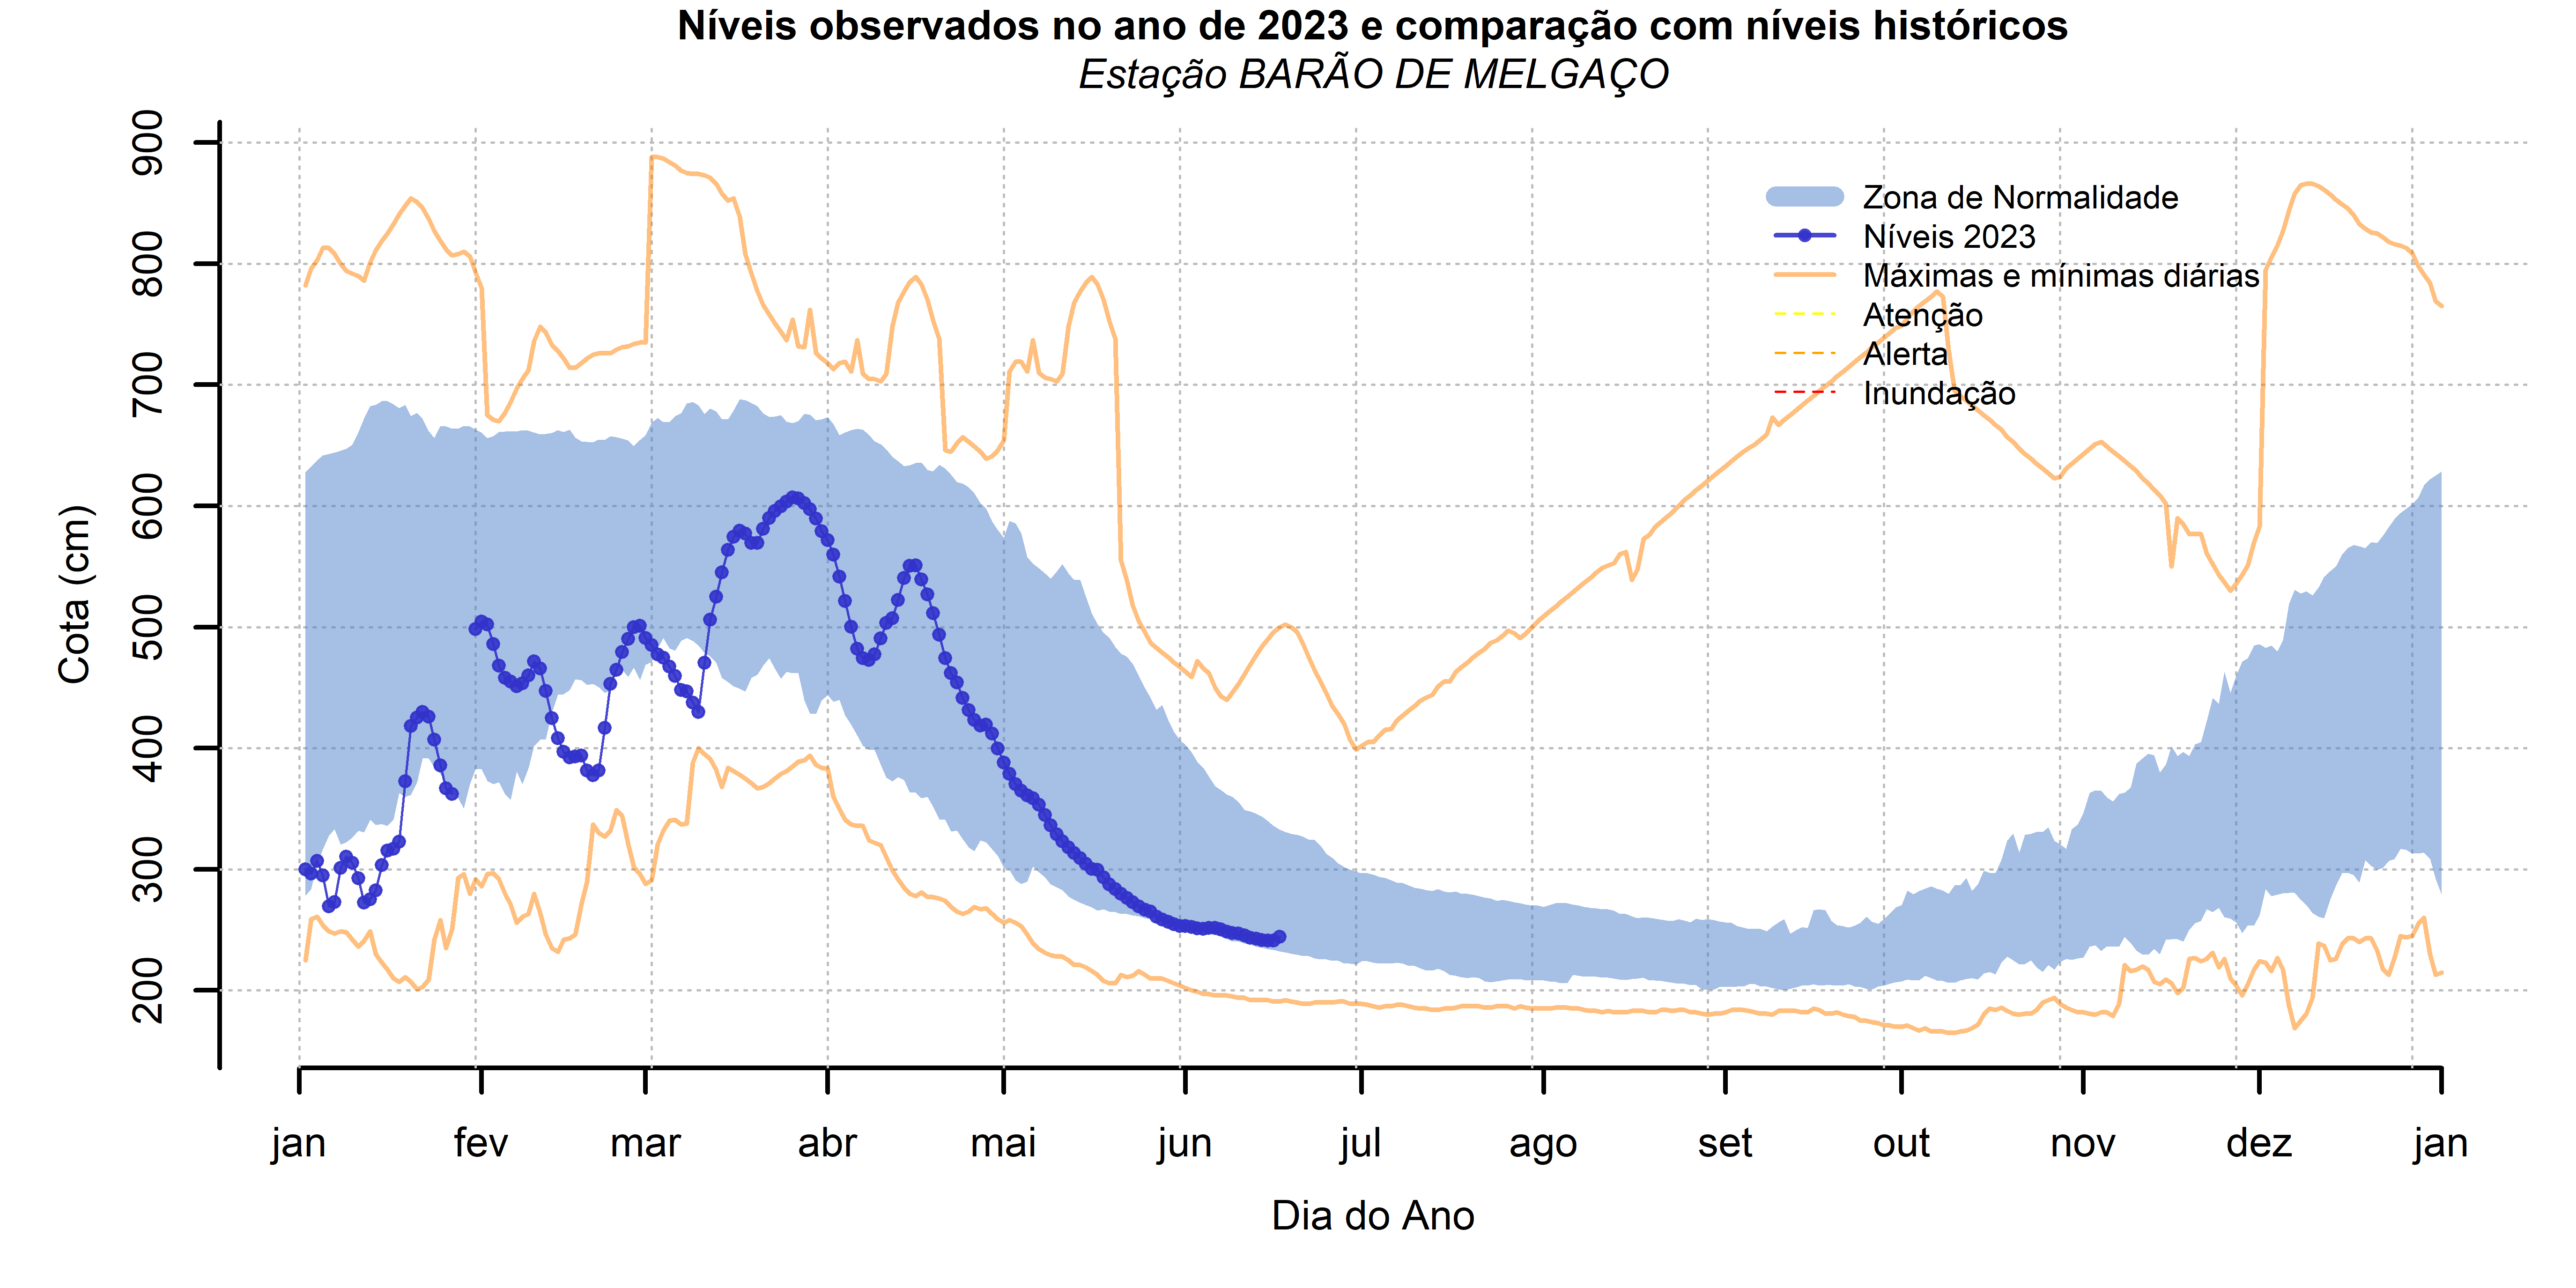 Níveis observados no ano de 2023 e comparação com níveis históricos
Estação BARÃO DE MELGAÇO
Cota (cm)
900
800
700
600
500
400
300
200
Zona de Normalidade
Níveis 2023
Máximas e mínimas diárias
Atenção
Alerta
Inundação
jan fev mar abr mai jun jul ago set out nov dez jan
Dia do Ano